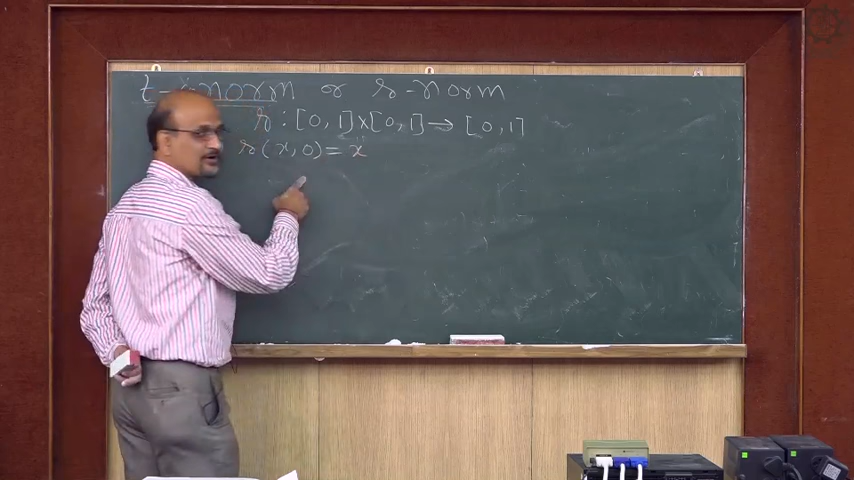 t-conorm or s-norm
s : [0, 1]x[0, 1] → [0, 1]
s(x, 0) = x